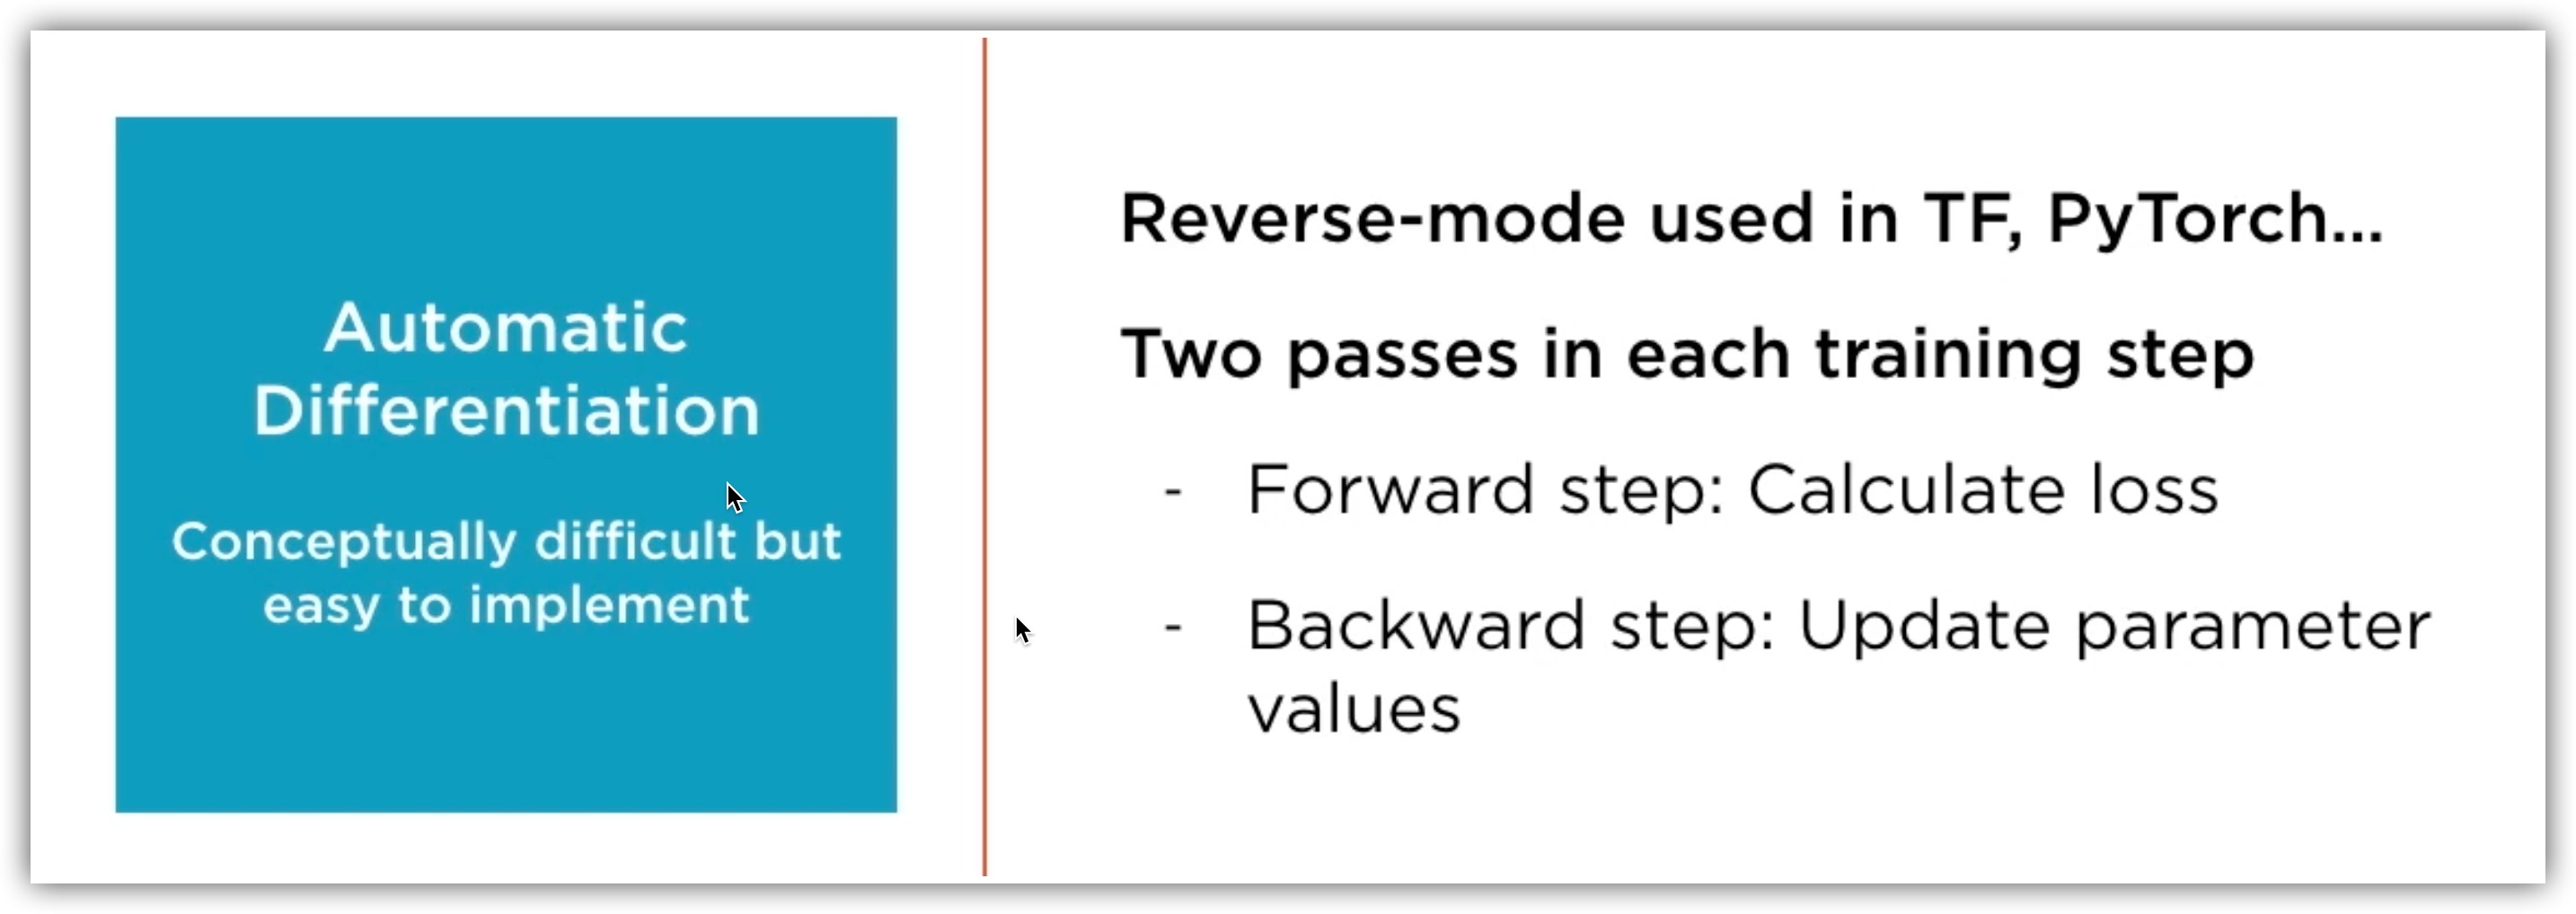 Automatic
Differentiation
Conceptually difficult but
easy to implement
Reverse-mode used in TF, PyTorch...
Two passes in each training step
- Forward step: Calculate loss
- Backward step: Update parameter
values